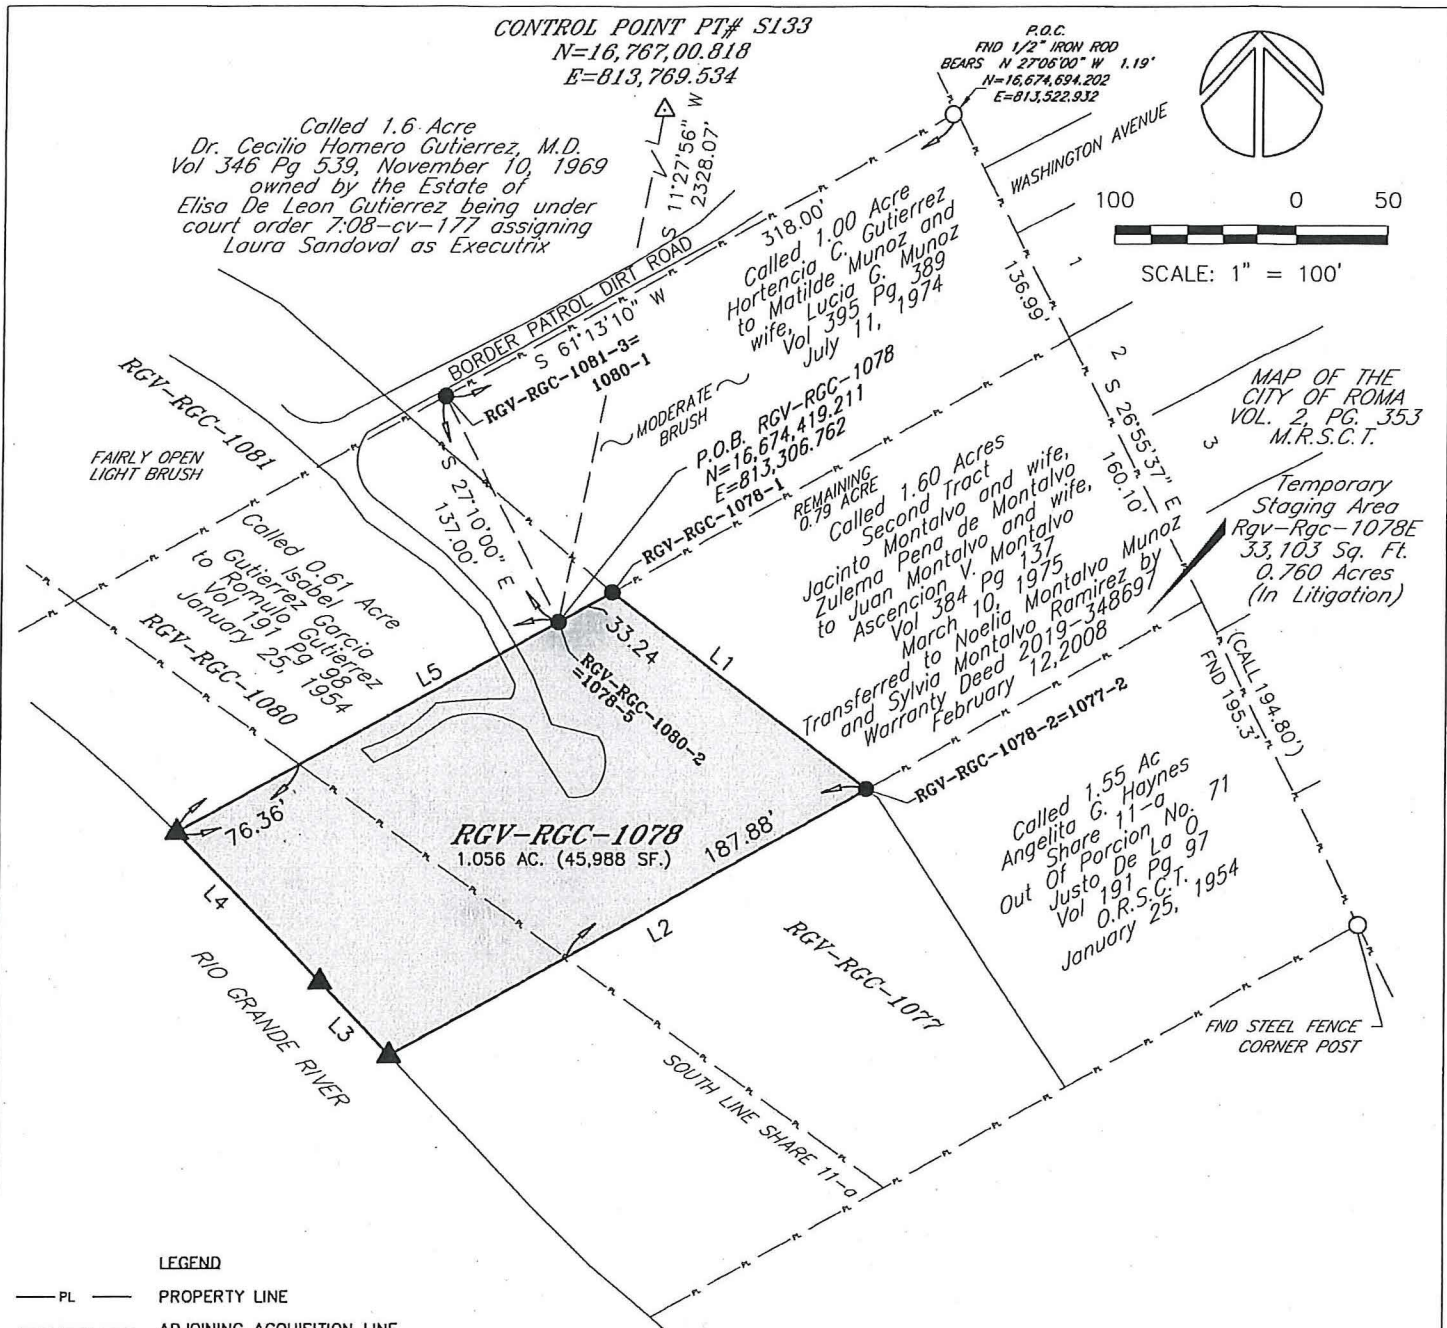 CONTROL POINT PT# S133
N=16,767,00.818
E=813,769.534
P.O.C.
FND 1/2" IRON ROD
BEARS N 27°06'00" W 1.19'
N=16,674,694.202
E=813,522.932
Called 1.6 Acre
Dr. Cecilio Homero Gutierrez, M.D.
Vol 346 Pg 539, November 10, 1969
owned by the Estate of
Elisa De Leon Gutierrez being under
court order 7:08-cv-177 assigning
Laura Sandoval as Executrix
S 11°27'56" W
2328.07'
WASHINGTON AVENUE
100 0 50
SCALE: 1" = 100'
BORDER PATROL DIRT ROAD
S 61°13'10" W
318.00'
Called 1.00 Acre
Hortencia C. Gutierrez
to Matilde Munoz and
wife, Lucia G. Munoz
Vol 395 Pg 389
July 11, 1974
136.99'
1
2
3
S 26°55'37" E
160.10'
MAP OF THE
CITY OF ROMA
VOL. 2, PG. 353
M.R.S.C.T.
RGV-RGC-1081-3=
1080-1
MODERATE
BRUSH
P.O.B. RGV-RGC-1078
N=16,674,419.211
E=813,306.762
RGV-RGC-1078-1
RGV-RGC-1081
FAIRLY OPEN
LIGHT BRUSH
S 27°10'00" E
137.00'
REMAINING
0.79 ACRE
Called 1.60 Acres
Second Tract
Jacinto Montalvo and wife,
Zulema Pena de Montalvo
to Juan Montalvo and wife,
Ascencion V. Montalvo
Vol 384 Pg 137
March 10, 1975
Transferred to Noelia Montalvo Munoz
and Sylvia Montalvo Ramirez by
Warranty Deed 2019-348697
February 12,2008
Temporary
Staging Area
Rgv-Rgc-1078E
33,103 Sq. Ft.
0.760 Acres
(In Litigation)
Called 0.61 Acre
Isabel
Gutierrez Garcia
to Romulo Gutierrez
Vol 191 Pg 98
January 25, 1954
RGV-RGC-1080
L5
33.24
L1
RGV-RGC-1080-2
=1078-5
(CALL 194.80')
FND 195.3'
RGV-RGC-1078-2=1077-2
76.36'
RGV-RGC-1078
1.056 AC. (45,988 SF.)
187.88'
Called 1.55 Ac
Angelita G. Haynes
Share 11-a
Out Of Porcion No. 71
Justo De La O
Vol 191 Pg 97
O.R.S.C.T.
January 25, 1954
L4
L2
L3
RIO GRANDE RIVER
RGV-RGC-1077
SOUTH LINE SHARE 11-a
FND STEEL FENCE
CORNER POST
LEGEND
PL PROPERTY LINE
ADJOINING ACQUISITION LINE